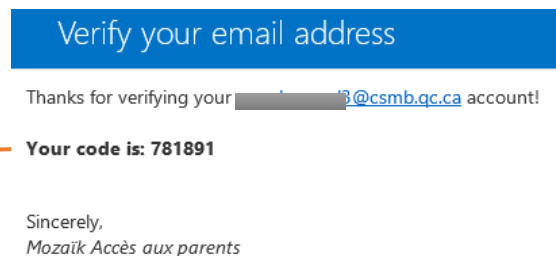 Verify your email address
Thanks for verifying your 3@csmb.qc.ca account!
Your code is: 781891
Sincerely,
Mozaïk Accès aux parents